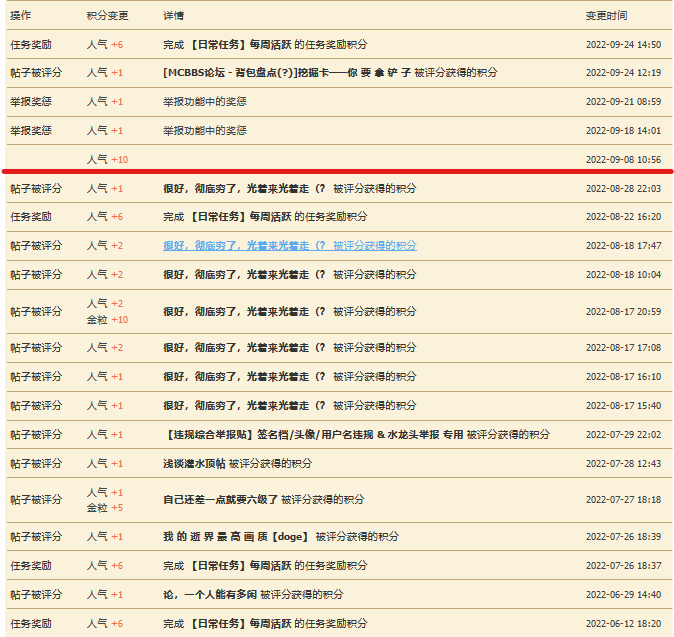 操作 积分变更 详情 变更时间
任务奖励 人气 +6 完成 【日常任务】每周活跃 的任务奖励积分 2022-09-24 14:50
帖子被评分 人气 +1 [MCBBS论坛 - 背包盘点(?)]挖掘卡——你 要 拿 铲 子 被评分获得的积分 2022-09-24 12:19
举报奖惩 人气 +1 举报功能中的奖惩 2022-09-21 08:59
举报奖惩 人气 +1 举报功能中的奖惩 2022-09-18 14:01
人气 +10 2022-09-08 10:56
帖子被评分 人气 +1 很好，彻底穷了，光着来光着走（? 被评分获得的积分 2022-08-28 22:03
任务奖励 人气 +6 完成 【日常任务】每周活跃 的任务奖励积分 2022-08-22 16:20
帖子被评分 人气 +2 很好，彻底穷了，光着来光着走（? 被评分获得的积分 2022-08-18 17:47
帖子被评分 人气 +2 很好，彻底穷了，光着来光着走（? 被评分获得的积分 2022-08-18 10:04
帖子被评分 人气 +2 很好，彻底穷了，光着来光着走（? 被评分获得的积分 2022-08-17 20:59
金粒 +10
帖子被评分 人气 +2 很好，彻底穷了，光着来光着走（? 被评分获得的积分 2022-08-17 17:08
帖子被评分 人气 +1 很好，彻底穷了，光着来光着走（? 被评分获得的积分 2022-08-17 16:10
帖子被评分 人气 +1 很好，彻底穷了，光着来光着走（? 被评分获得的积分 2022-08-17 15:40
帖子被评分 人气 +1 【违规综合举报贴】签名档/头像/用户名违规 & 水龙头举报 专用 被评分获得的积分 2022-07-29 22:02
帖子被评分 人气 +1 浅谈灌水顶帖 被评分获得的积分 2022-07-28 12:43
帖子被评分 人气 +1 自己还差一点就要六级了 被评分获得的积分 2022-07-27 18:18
金粒 +5
帖子被评分 人气 +1 我 的 逝 界 最 高 画 质【doge】 被评分获得的积分 2022-07-26 18:39
任务奖励 人气 +6 完成 【日常任务】每周活跃 的任务奖励积分 2022-07-26 18:37
帖子被评分 人气 +1 论，一个人能有多闲 被评分获得的积分 2022-06-29 14:40
任务奖励 人气 +6 完成 【日常任务】每周活跃 的任务奖励积分 2022-06-12 18:20